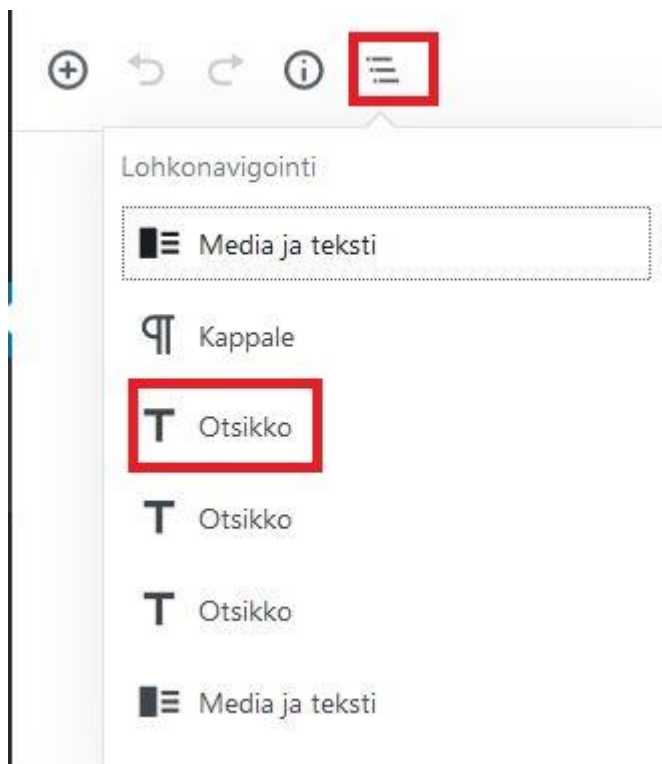 Lohkonavigointi
Media ja teksti
Kappale
Otsikko
Otsikko
Otsikko
Media ja teksti